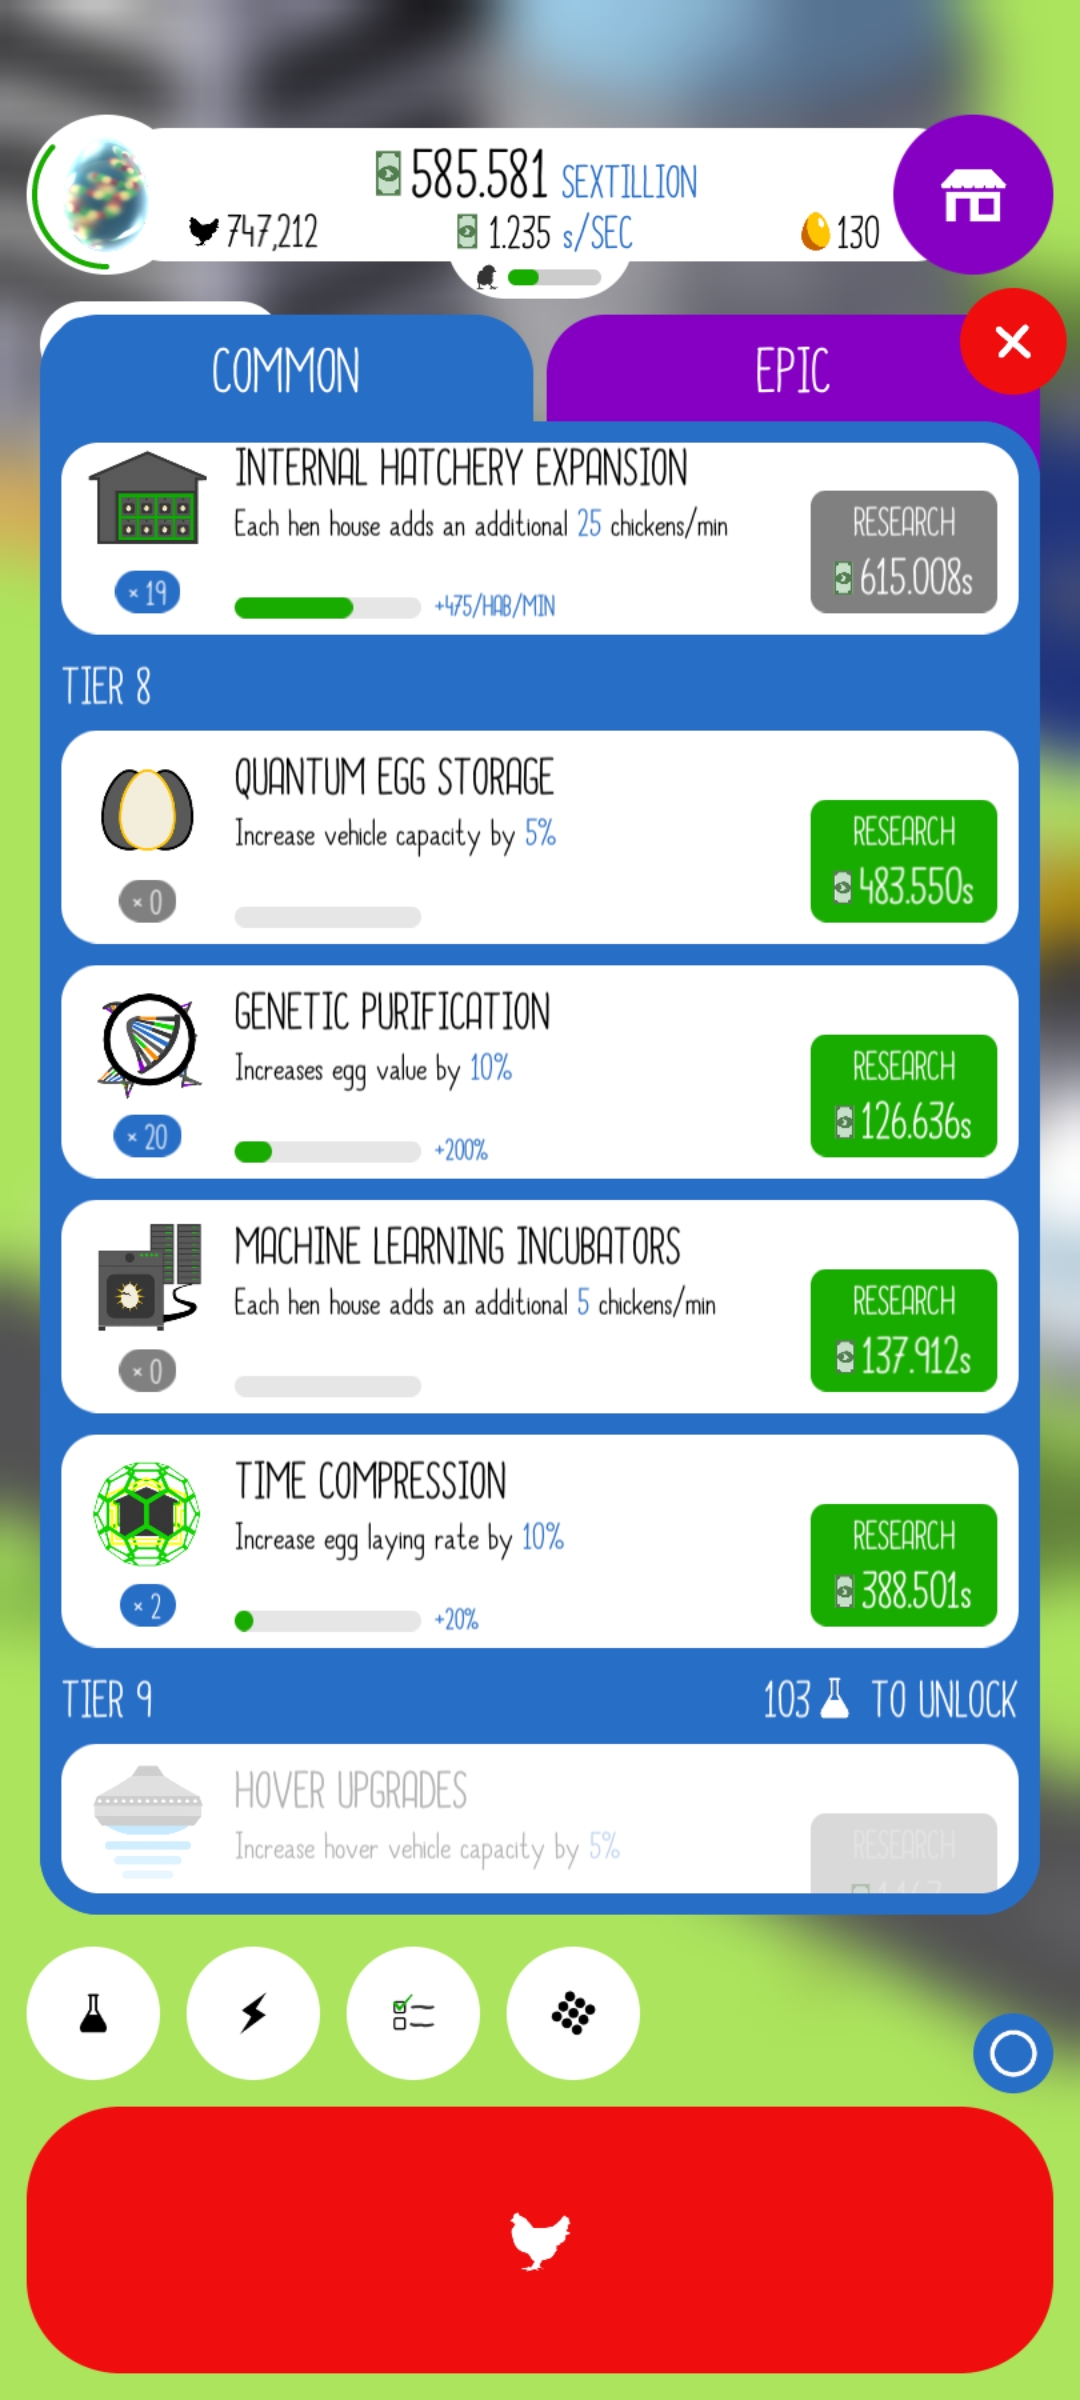 585.581 SEXTILLION
747,212 1.235 s/SEC 130
COMMON EPIC
INTERNAL HATCHERY EXPANSION
Each hen house adds an additional 25 chickens/min
RESEARCH
615.008s
× 19 +475/HAB/MIN
TIER 8
QUANTUM EGG STORAGE
Increase vehicle capacity by 5%
RESEARCH
483.550s
× 0
GENETIC PURIFICATION
Increases egg value by 10%
RESEARCH
126.636s
× 20 +200%
MACHINE LEARNING INCUBATORS
Each hen house adds an additional 5 chickens/min
RESEARCH
137.912s
× 0
TIME COMPRESSION
Increase egg laying rate by 10%
RESEARCH
388.501s
× 2 +20%
TIER 9 103 TO UNLOCK
HOVER UPGRADES
Increase hover vehicle capacity by 5%
RESEARCH